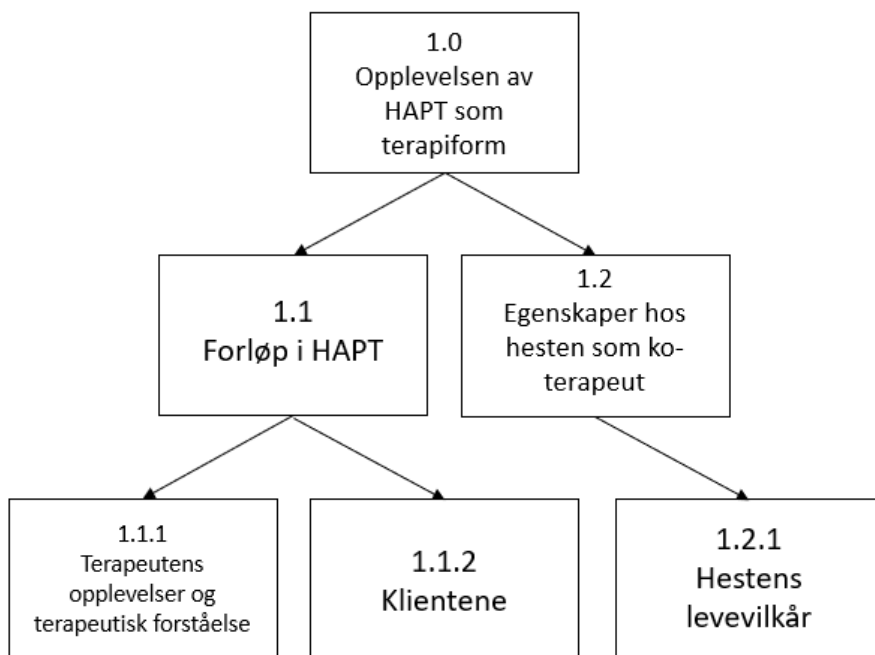 1.0
Opplevelsen av
HAPT som
terapiform
1.1
Forløp i HAPT
1.2
Egenskaper hos
hesten som ko-
terapeut
1.1.1
Terapeutens
opplevelser og
terapeutisk forståelse
1.1.2
Klientene
1.2.1
Hestens
levevilkår